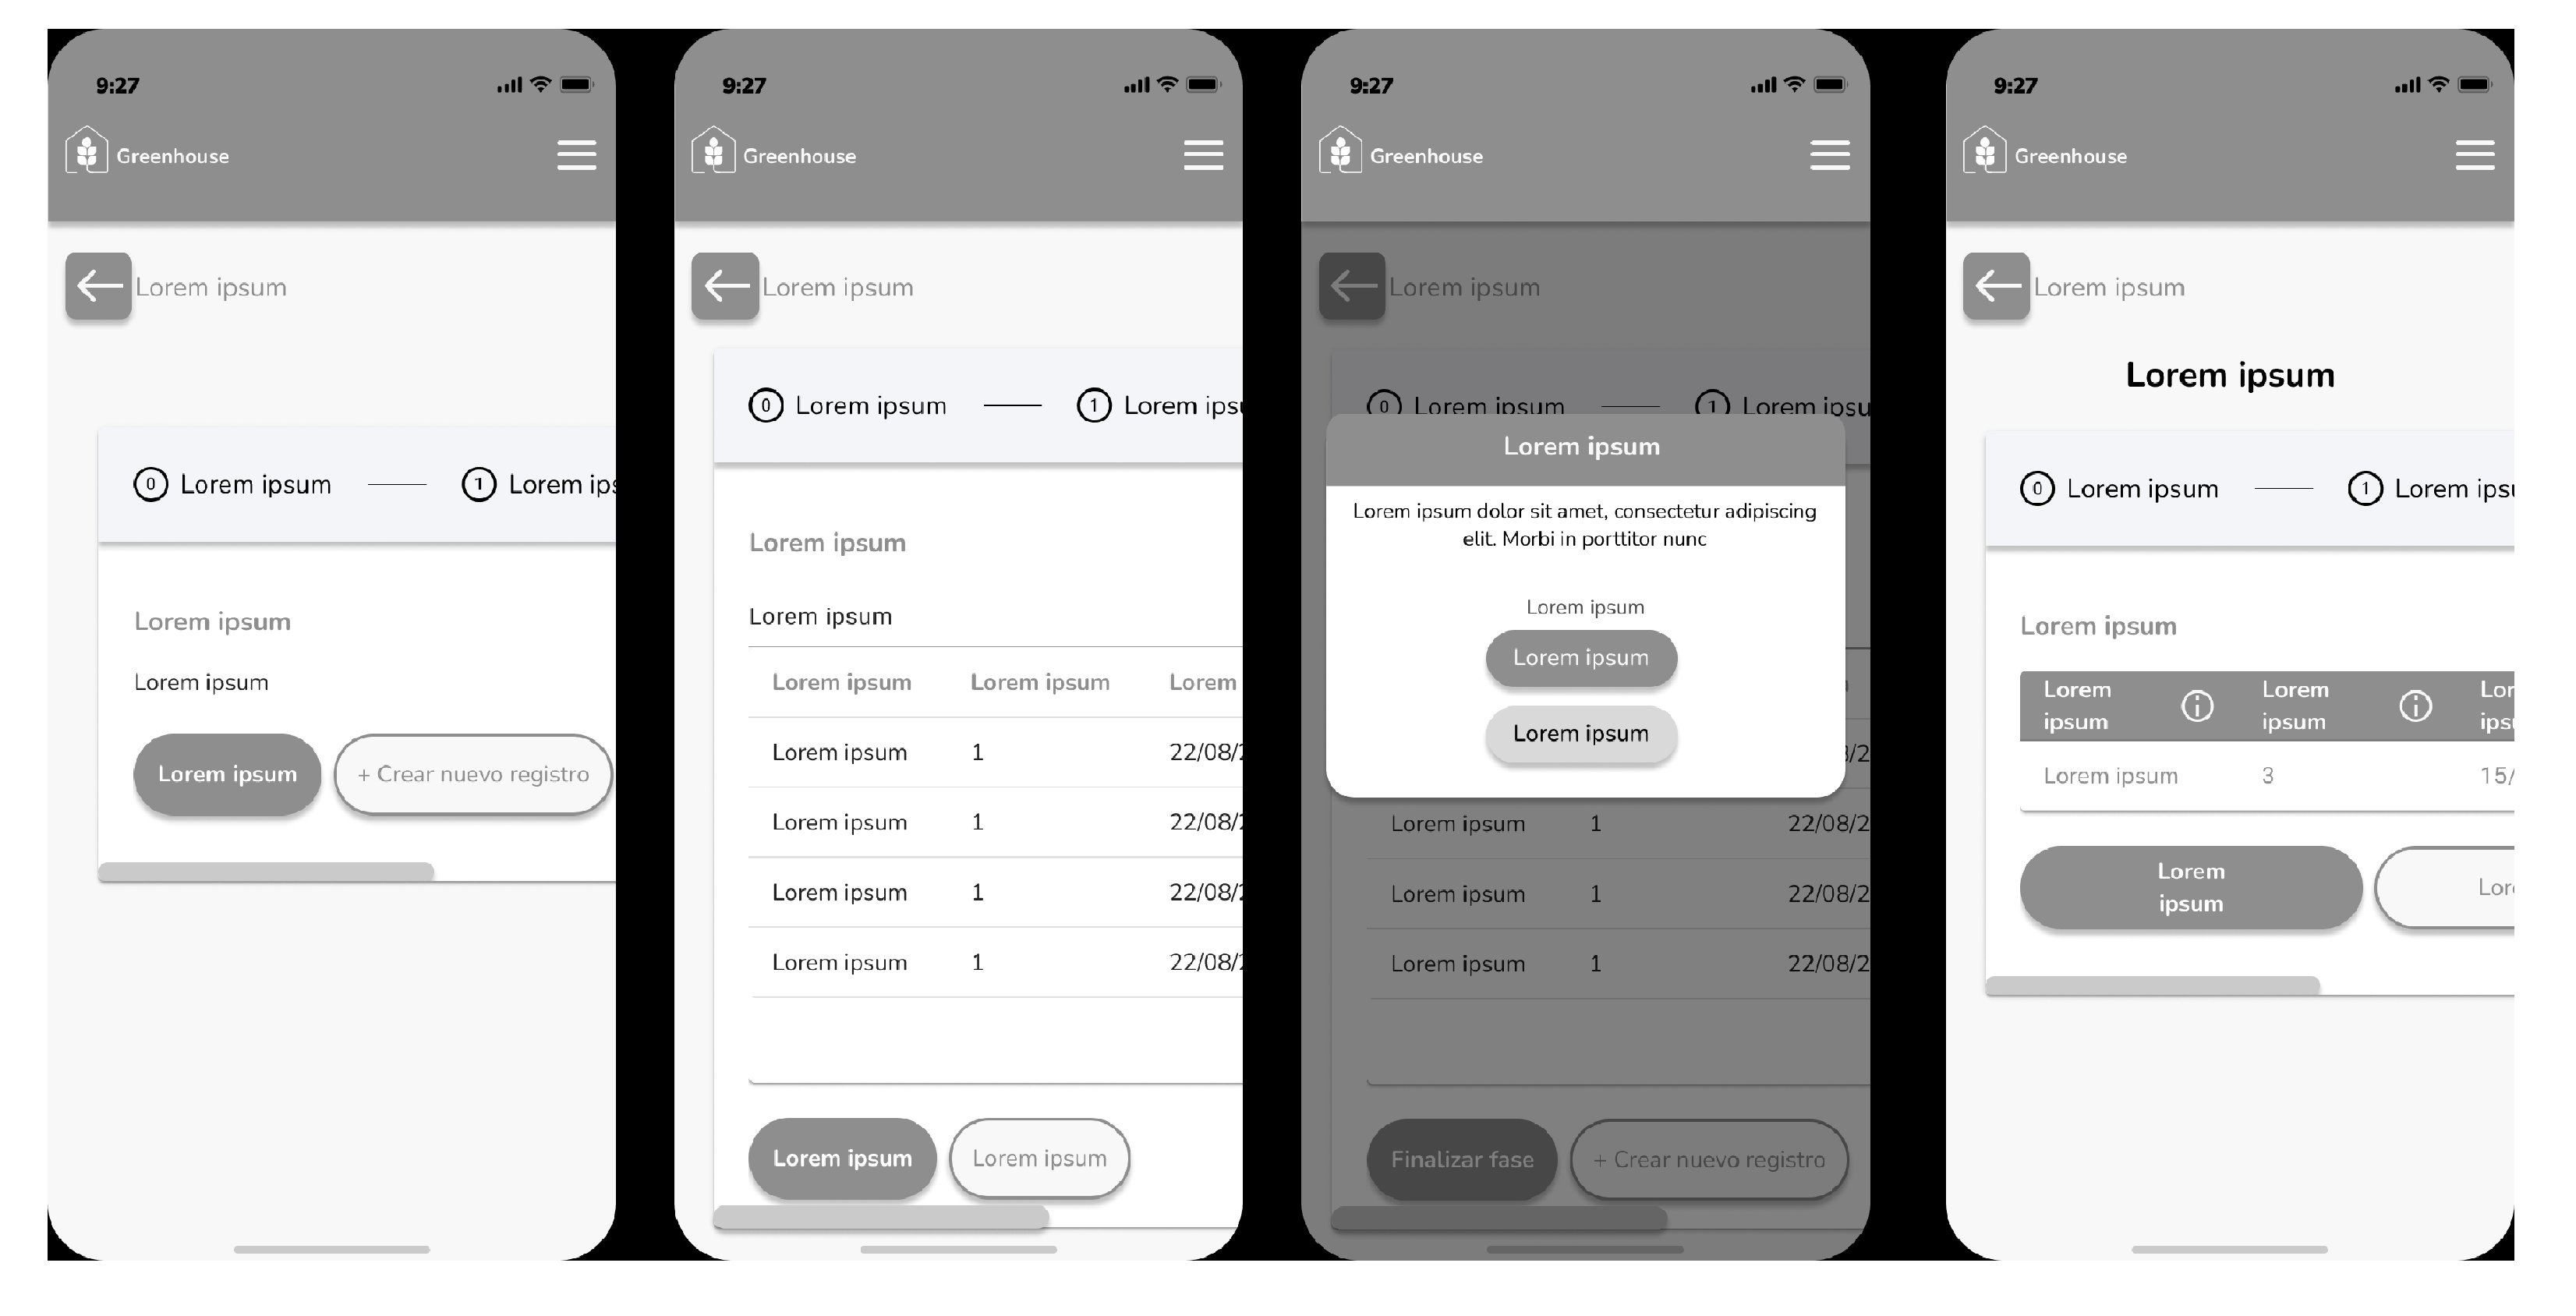 9:27
Greenhouse
Lorem ipsum
0 Lorem ipsum
1 Lorem ips
Lorem ipsum
Lorem ipsum
Lorem ipsum
+ Crear nuevo registro
9:27
Greenhouse
Lorem ipsum
0 Lorem ipsum
1 Lorem ipsu
Lorem ipsum
Lorem ipsum
Lorem ipsum Lorem ipsum Lorem
Lorem ipsum 1 22/08/2
Lorem ipsum 1 22/08/2
Lorem ipsum 1 22/08/2
Lorem ipsum 1 22/08/2
Lorem ipsum
Lorem ipsum
9:27
Greenhouse
Lorem ipsum
0 Lorem ipsum
1 Lorem ipsu
Lorem ipsum
Lorem ipsum dolor sit amet, consectetur adipiscing
elit. Morbi in porttitor nunc
Lorem ipsum
Lorem ipsum
Lorem ipsum
/2
Lorem ipsum 1 22/08/2
Lorem ipsum 1 22/08/2
Lorem ipsum 1 22/08/2
Finalizar fase
+ Crear nuevo registro
9:27
Greenhouse
Lorem ipsum
Lorem ipsum
0 Lorem ipsum
1 Lorem ipsu
Lorem ipsum
Lorem
ipsum
Lorem
ipsum
Lor
ipsu
Lorem ipsum 3 15/
Lorem
ipsum
Lor